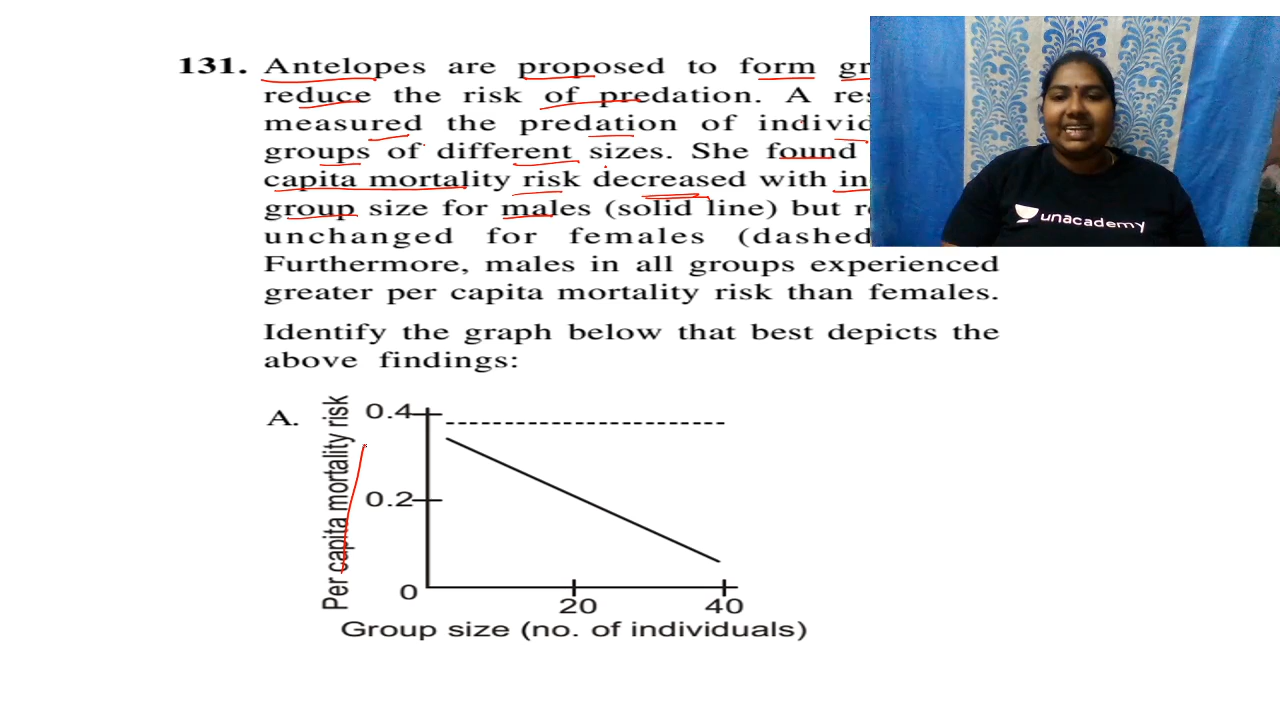 131. Antelopes are proposed to form
reduce the risk of predation. A
measured the predation of
groups of different sizes. She found
capita mortality risk decreased with
group size for males (solid line) but
unchanged for females (dashed
Furthermore, males in all groups experienced
greater per capita mortality risk than females.
Identify the graph below that best depicts the
above findings:
A.
Per capita mortality risk
0.4
0.2
0
20 40
Group size (no. of individuals)
unacademy